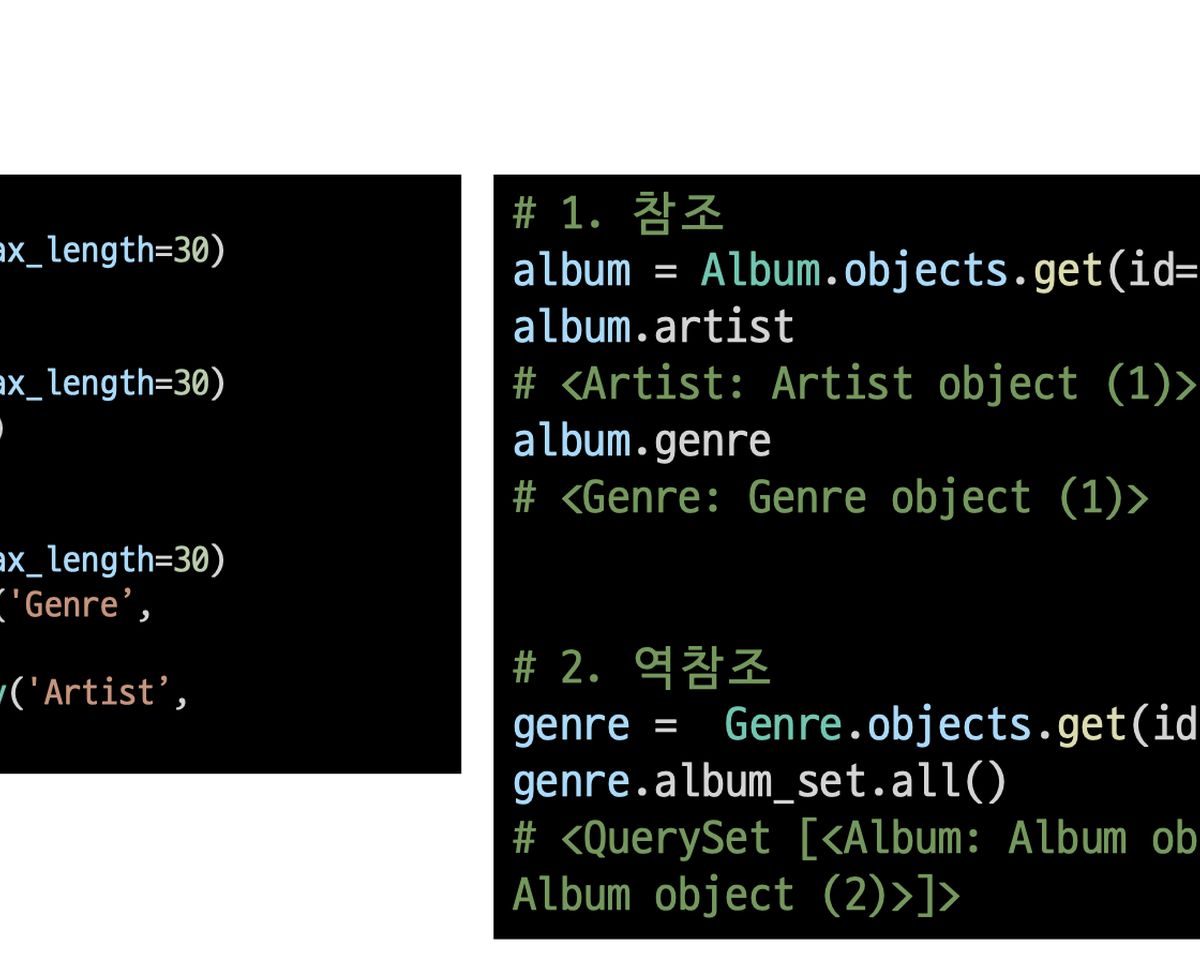 ax_length=30)
ax_length=30)
)
ax_length=30)
('Genre’,
y('Artist’,
# 1. 참조
album = Album.objects.get(id=
album.artist
# <Artist: Artist object (1)>
album.genre
# <Genre: Genre object (1)>
# 2. 역참조
genre =  Genre.objects.get(id
genre.album_set.all()
# <QuerySet [<Album: Album ob
Album object (2)>]>